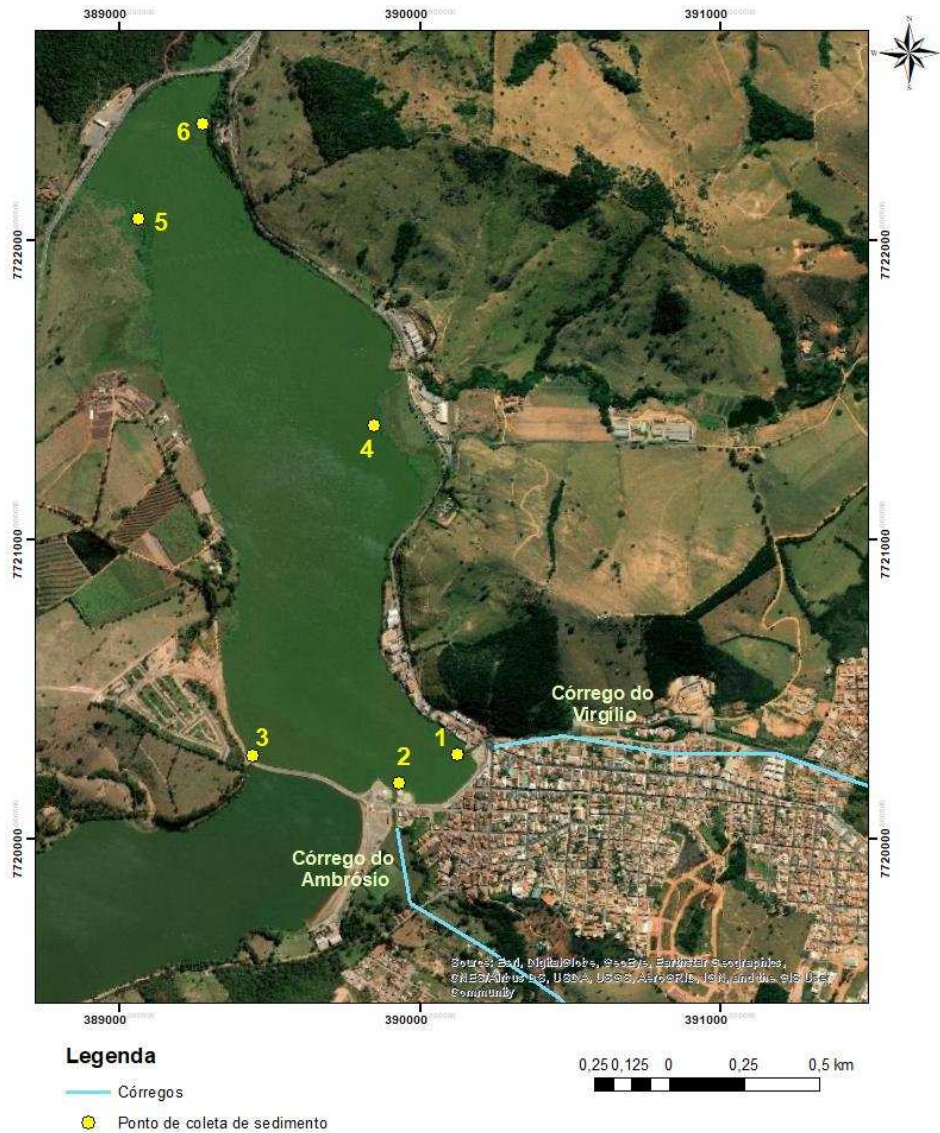 389000
390000
391000
N
W
6
5
7722000
7722000
4
7721000
7721000
Córrego do
Virgílio
3
2
1
7720000
7720000
Córrego do
Ambrósio
Source: Esri, DigitalGlobe, GeoEye, Earthstar Geographics,
CNES/Airbus DS, USDA, USGS, AeroGRID, IGN, and the GIS User
Community
389000
390000
391000
Legenda
Córregos
Ponto de coleta de sedimento
0,25 0,125 0 0,25 0,5 km